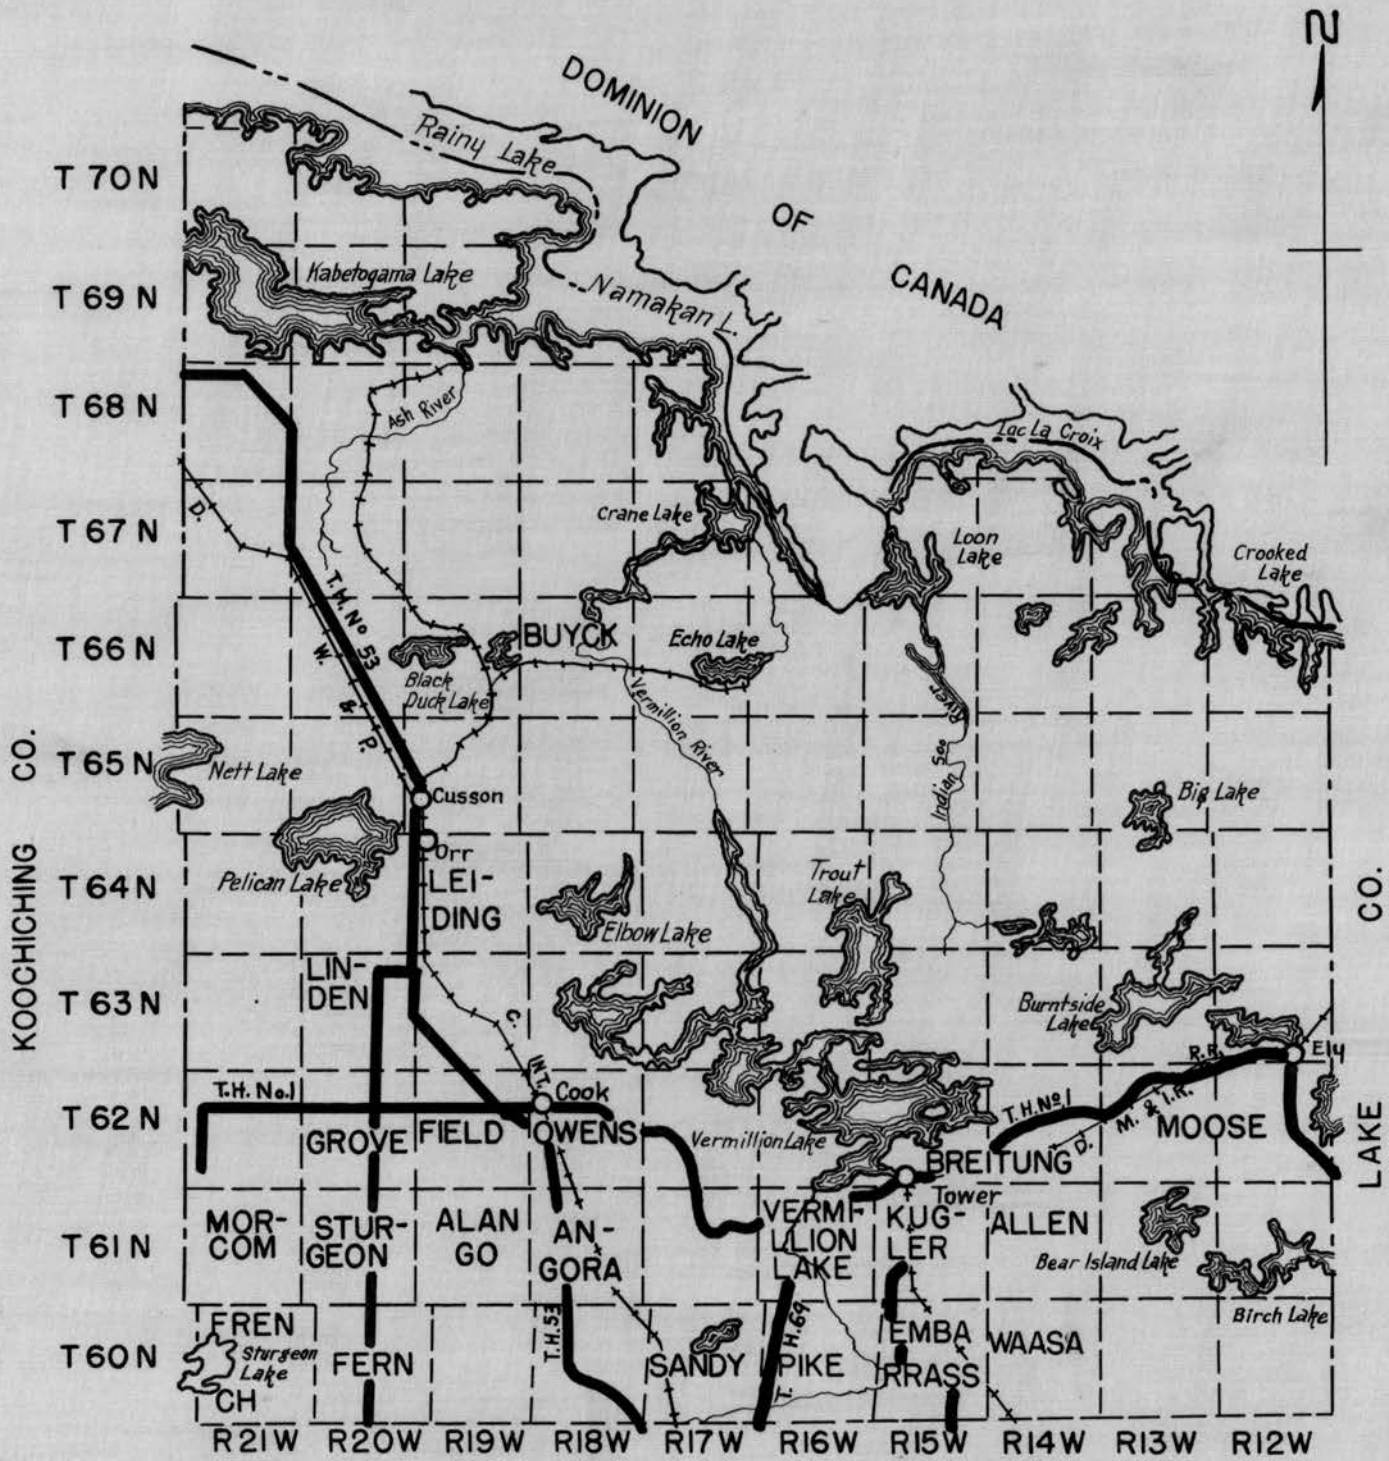 N
DOMINION
OF
CANADA
Rainy Lake
T 70 N
Kabetogama Lake
Namakan L.
T 69 N
T 68 N
Ash River
Lac La Croix
D.
Crane Lake
T 67 N
Loon
Lake
Crooked
Lake
T.H. No 53
W.
&
P.
T 66 N
BUYCK
Echo Lake
Black
Duck Lake
Vermillion River
Indian Soo River
KOOCHICHING CO.
T 65 N
Nett Lake
Cusson
Big Lake
Orr
T 64 N
Pelican Lake
LEI-
DING
Elbow Lake
Trout
Lake
LAKE CO.
LIN-
DEN
T 63 N
C.
INT.
Burntside
Lake
R.R.
Ely
T.H. No.1
Cook
T 62 N
GROVE
FIELD
OWENS
Vermillion Lake
T.H. No.1
D. M. & I.R.
MOOSE
BREITUNG
Tower
T 61 N
MOR-
COM
STUR-
GEON
ALAN
GO
AN-
GORA
VERMI-
LLION
LAKE
KUG-
LER
ALLEN
Bear Island Lake
Birch Lake
T 60 N
FREN
CH
Sturgeon
Lake
FERN
T.H. 53
SANDY
T. H. 69
PIKE
EMBA
RRASS
WAASA
R21W R20W R19W R18W R17W R16W R15W R14W R13W R12W